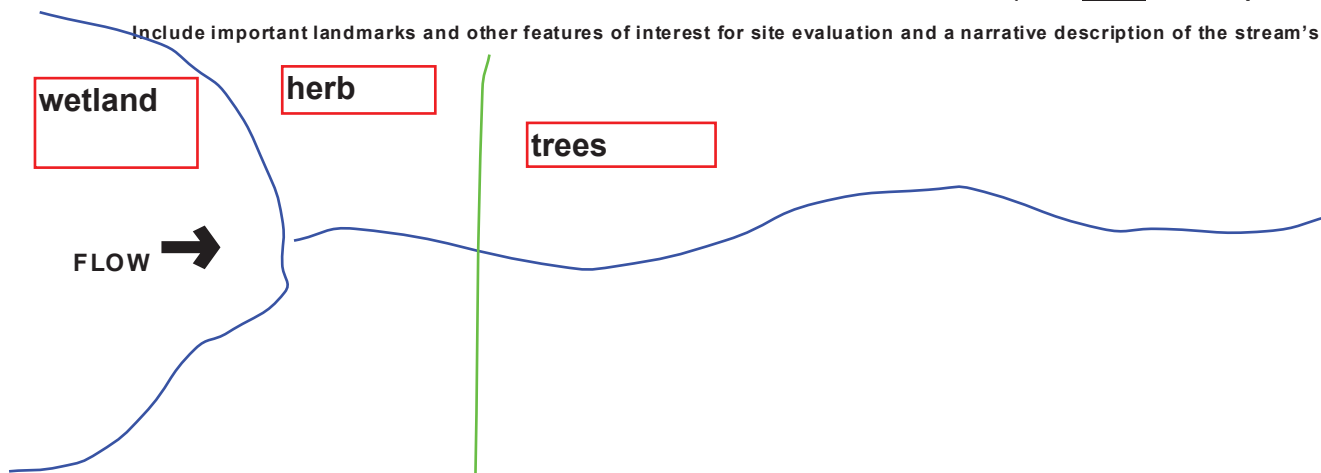 Include important landmarks and other features of interest for site evaluation and a narrative description of the stream's
herb
wetland
trees
FLOW